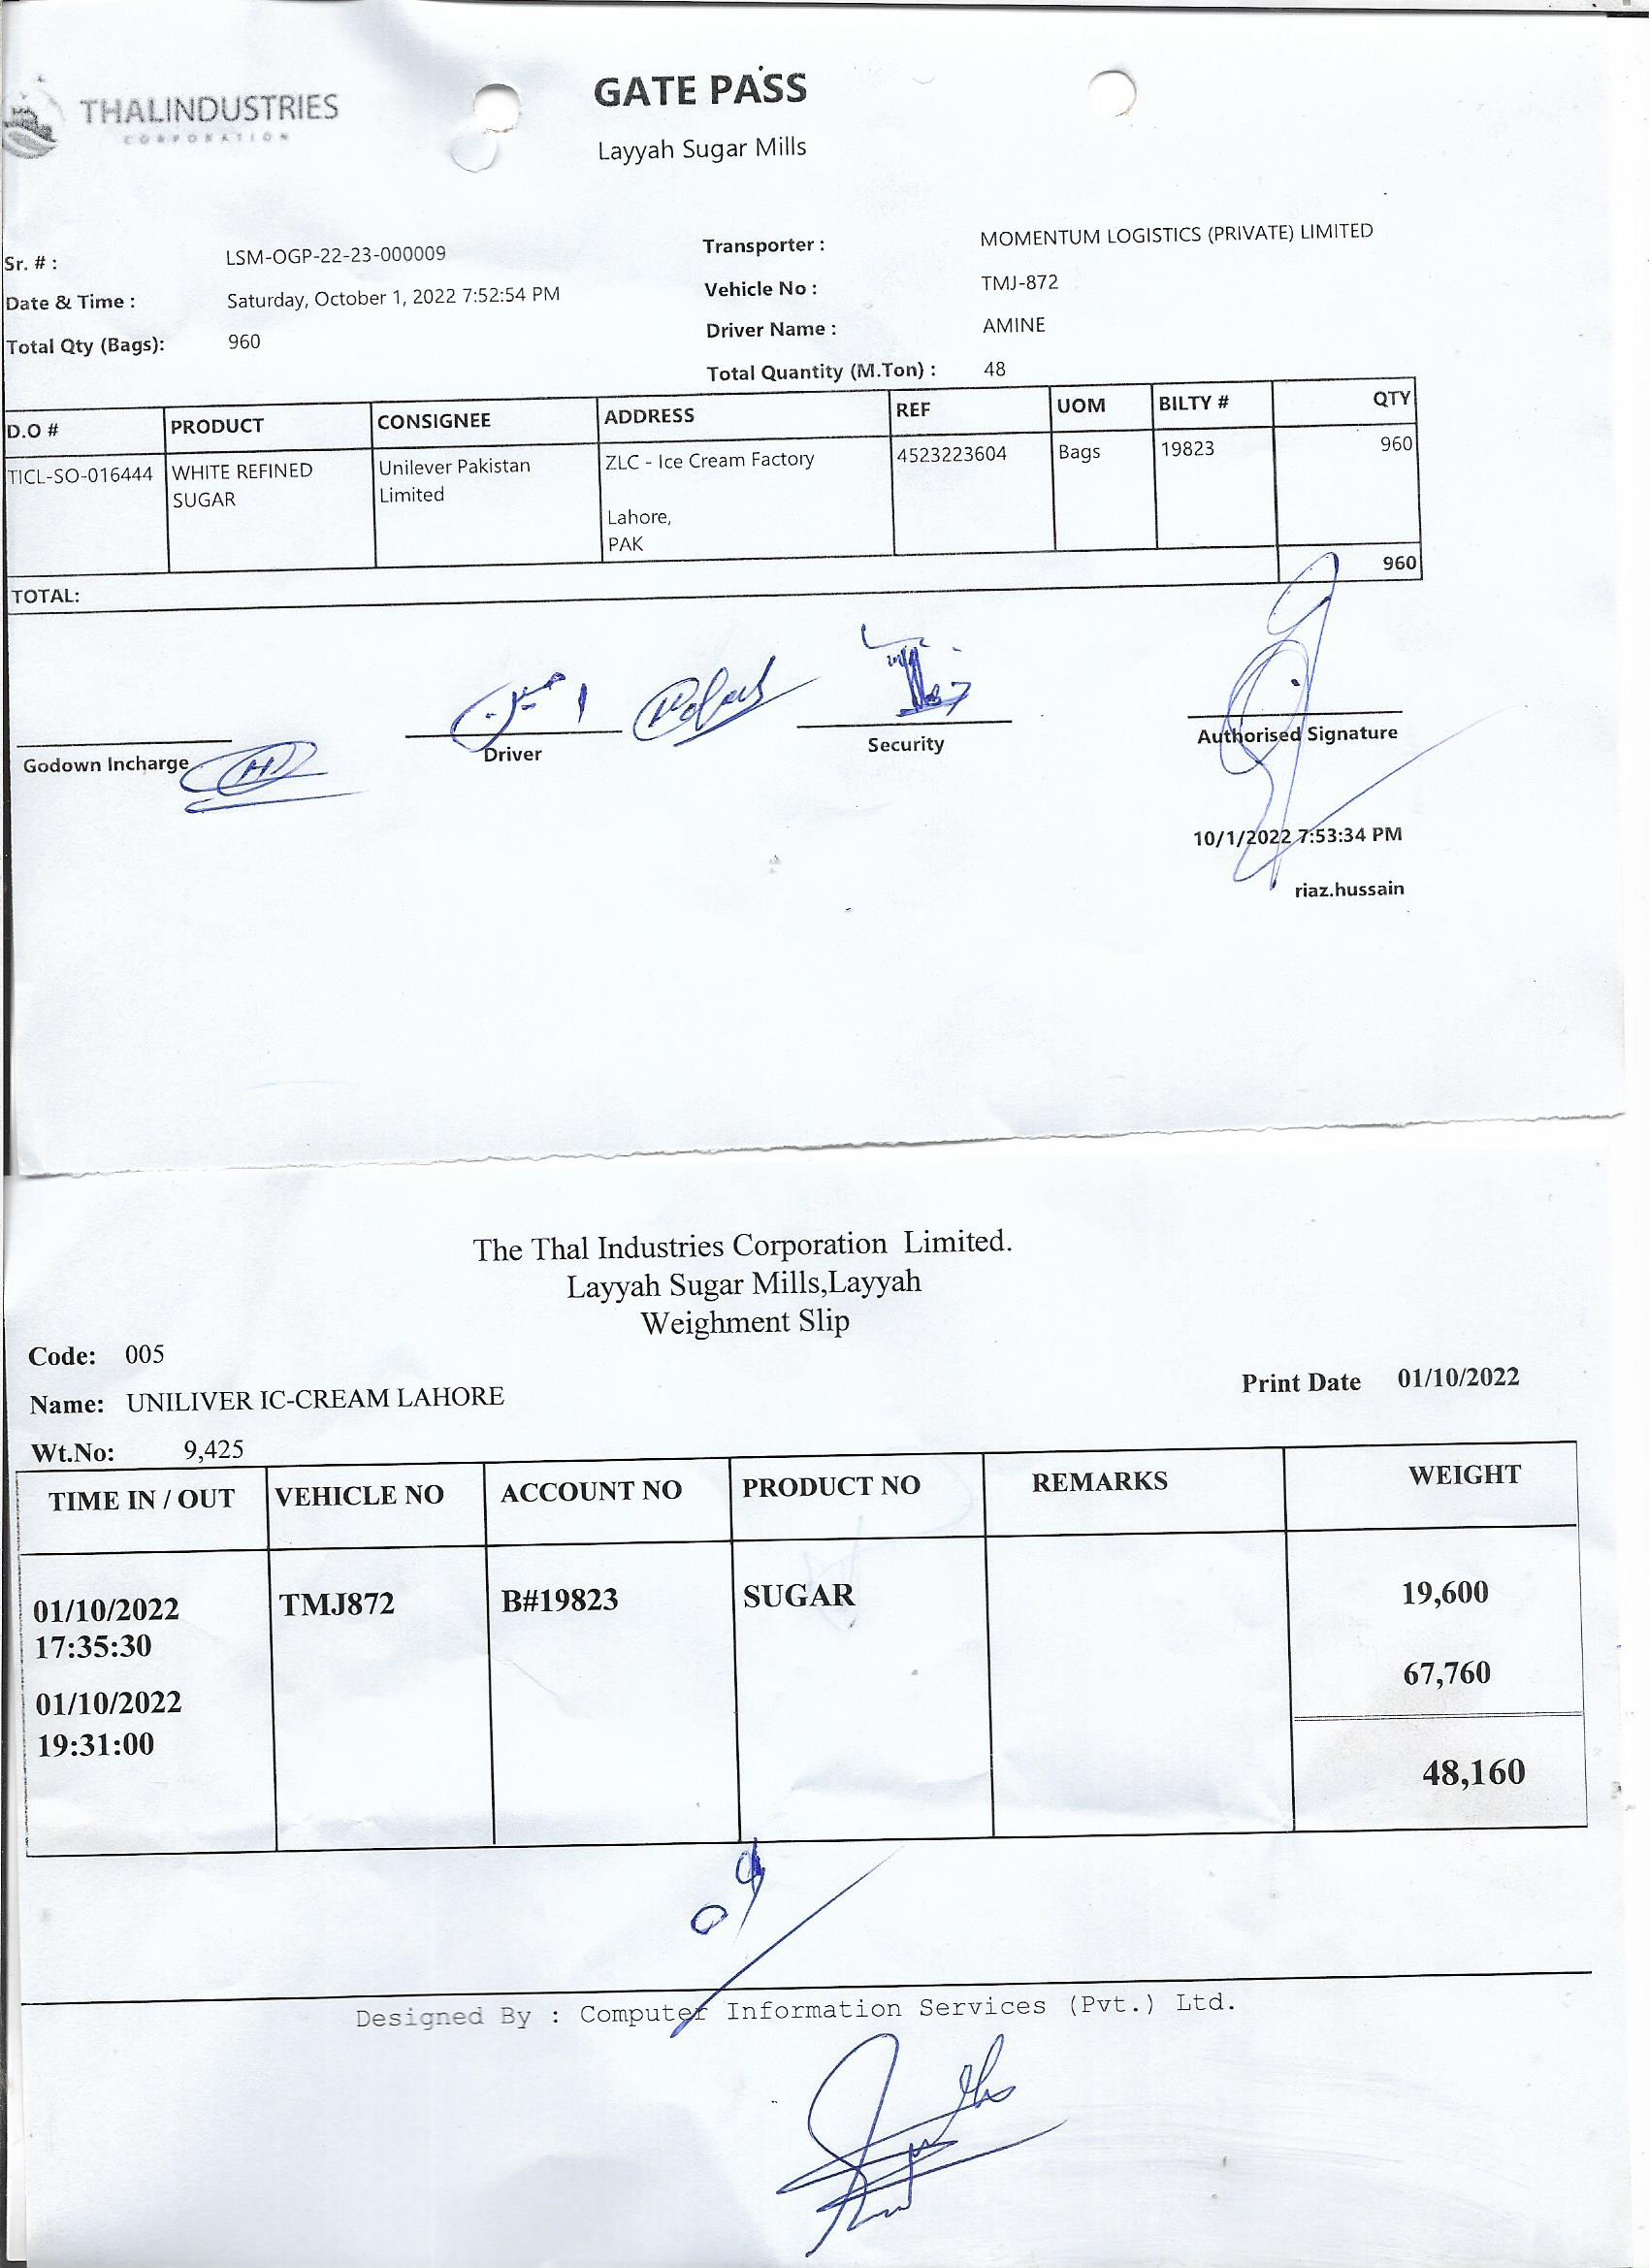 THALINDUSTRIES
CORPORATION
GATE PASS
Layyah Sugar Mills
Sr. # : LSM-OGP-22-23-000009
Date & Time : Saturday, October 1, 2022 7:52:54 PM
Total Qty (Bags): 960
Transporter : MOMENTUM LOGISTICS (PRIVATE) LIMITED
Vehicle No : TMJ-872
Driver Name : AMINE
Total Quantity (M.Ton) : 48
D.O # PRODUCT CONSIGNEE ADDRESS REF UOM BILTY # QTY
TICL-SO-016444 WHITE REFINED Unilever Pakistan ZLC - Ice Cream Factory 4523223604 Bags 19823 960
SUGAR Limited
Lahore,
PAK
TOTAL: 960
امین
Godown Incharge Driver Security Authorised Signature
10/1/2022 7:53:34 PM
riaz.hussain
The Thal Industries Corporation Limited.
Layyah Sugar Mills,Layyah
Weighment Slip
Code: 005
Name: UNILIVER IC-CREAM LAHORE
Print Date 01/10/2022
Wt.No: 9,425
TIME IN / OUT VEHICLE NO ACCOUNT NO PRODUCT NO REMARKS WEIGHT
01/10/2022 TMJ872 B#19823 SUGAR 19,600
17:35:30
01/10/2022 67,760
19:31:00
48,160
Designed By : Computer Information Services (Pvt.) Ltd.